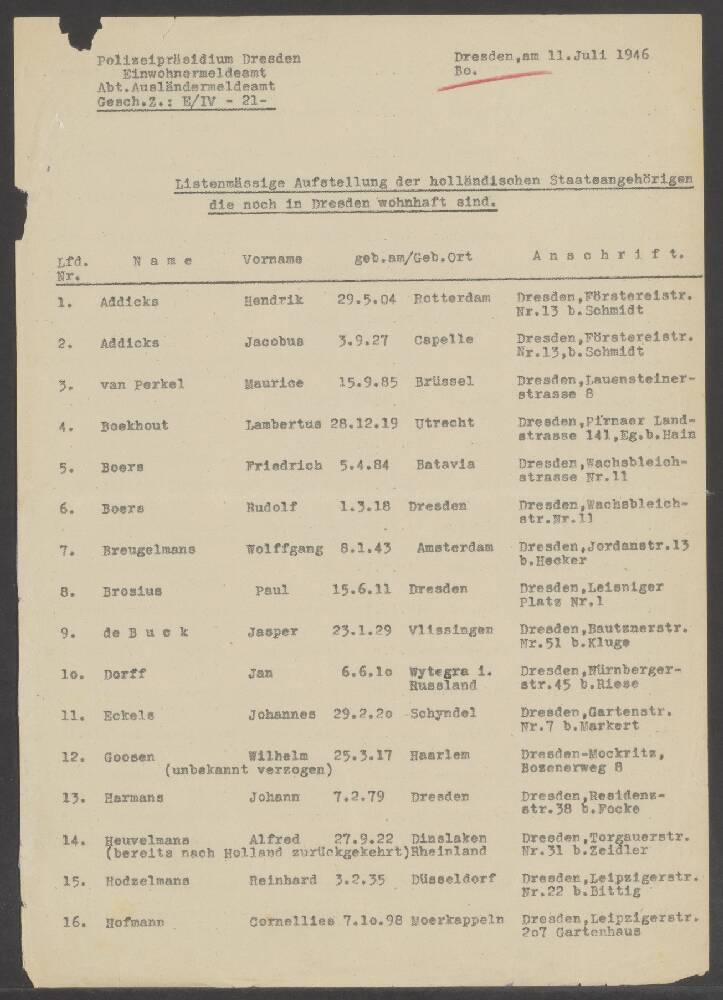 Polizeipräsidium Dresden
Dresden,am 11.Juli 1946
Einwohnermeldeamt
Bo.
Abt.Ausländermeldeamt
Gesch.Z.: E/IV - 21-
Listenmässige Aufstellung der holländischen Staatsangehörigen
die noch in Dresden wohnhaft sind.
Lfd. N a m e Vorname geb.am/Geb.Ort A n s c h r i f t.
Nr.
1. Addicks Hendrik 29.5.04 Rotterdam Dresden,Förstereistr.
Nr.13 b.Schmidt
2. Addicks Jacobus 3.9.27 Capelle Dresden,Förstereistr.
Nr.13,b.Schmidt
3. van Perkel Maurice 15.9.85 Brüssel Dresden,Lauensteiner-
strasse 8
4. Boekhout Lambertus 28.12.19 Utrecht Dresden,Pirnaer Land-
strasse 141,Eg.b.Hain
5. Boers Friedrich 5.4.84 Batavia Dresden,Wachsbleich-
strasse Nr.11
6. Boers Rudolf 1.3.18 Dresden Dresden,Wachsbleich-
str.Nr.11
7. Breugelmans Wolffgang 8.1.43 Amsterdam Dresden,Jordanstr.13
b.Hecker
8. Brosius Paul 15.6.11 Dresden Dresden,Leisniger
Platz Nr.1
9. de B u c k Jasper 23.1.29 Vlissingen Dresden,Bautznerstr.
Nr.51 b.Kluge
1o. Dorff Jan 6.6.1o Wytegra i. Dresden,Nürnberger-
Russland str.45 b.Riese
11. Eckels Johannes 29.2.2o Schyndel Dresden,Gartenstr.
Nr.7 b.Markert
12. Goosen Wilhelm 25.3.17 Haarlem Dresden-Mockritz,
(unbekannt verzogen) Bozenerweg 8
13. Harmans Johann 7.2.79 Dresden Dresden,Residenz-
str.38 b.Focke
14. Heuvelmans Alfred 27.9.22 Dinslaken Dresden,Torgauerstr.
(bereits nach Holland zurückgekehrt)Rheinland Nr.31 b.Zeidler
15. Hodzelmans Reinhard 3.2.35 Düsseldorf Dresden,Leipzigerstr.
Nr.22 b.Bittig
16. Hofmann Cornellies 7.1o.98 Moerkappeln Dresden,Leipzigerstr.
2o7 Gartenhaus